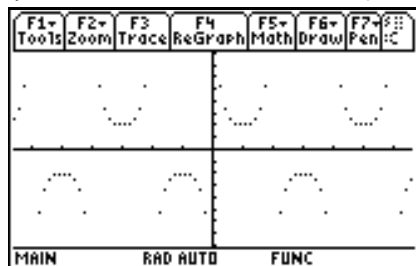 F1▾ F2▾ F3 F4 F5▾ F6▾ F7▾
Tools Zoom Trace ReGraph Math Draw Pen :C
MAIN RAD AUTO FUNC